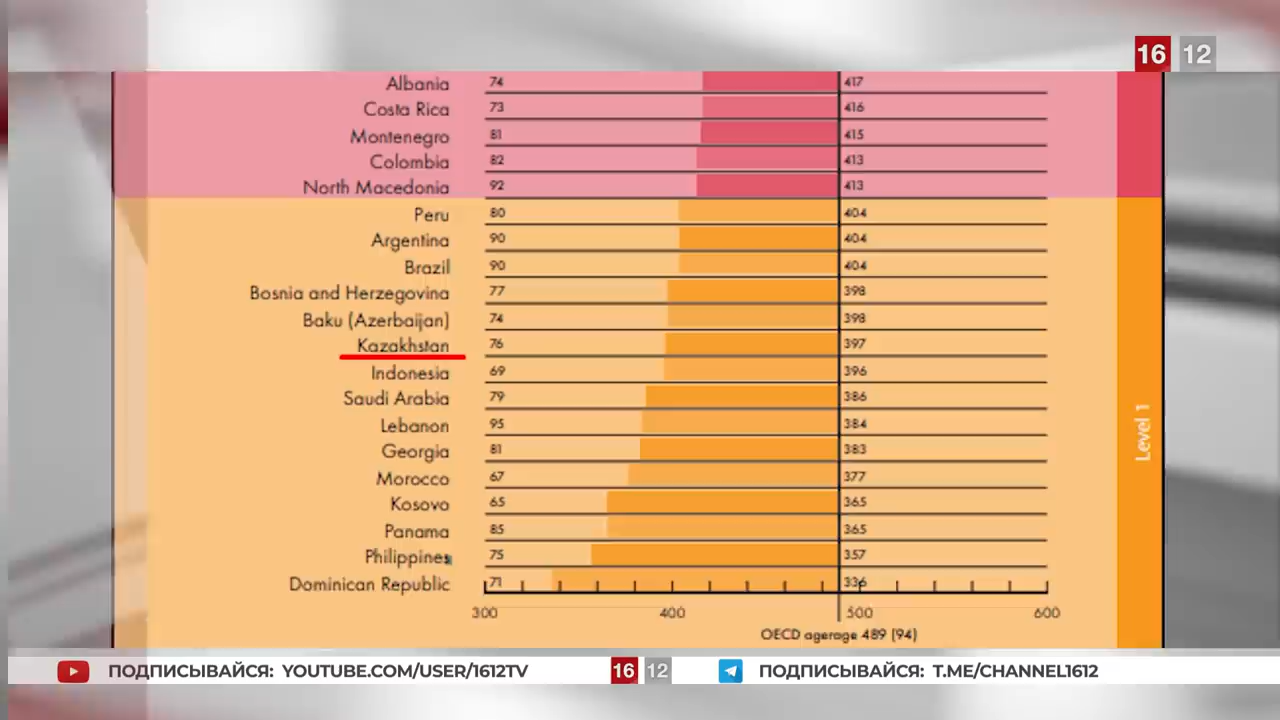 16 12
Albania 74 417
Costa Rica 73 416
Montenegro 81 415
Colombia 82 413
North Macedonia 92 413
Peru 80 404
Argentina 90 404
Brazil 90 404
Bosnia and Herzegovina 77 398
Baku (Azerbaijan) 74 398
Kazakhstan 76 397
Indonesia 69 396
Saudi Arabia 79 386
Lebanon 95 384
Georgia 81 383
Morocco 67 377
Kosovo 65 365
Panama 85 365
Philippines 75 357
Dominican Republic 71 336
Level 1
300 400 500 600
OECD agerage 489 (94)
ПОДПИСЫВАЙСЯ: YOUTUBE.COM/USER/1612TV 16 12 ПОДПИСЫВАЙСЯ: T.ME/CHANNEL1612